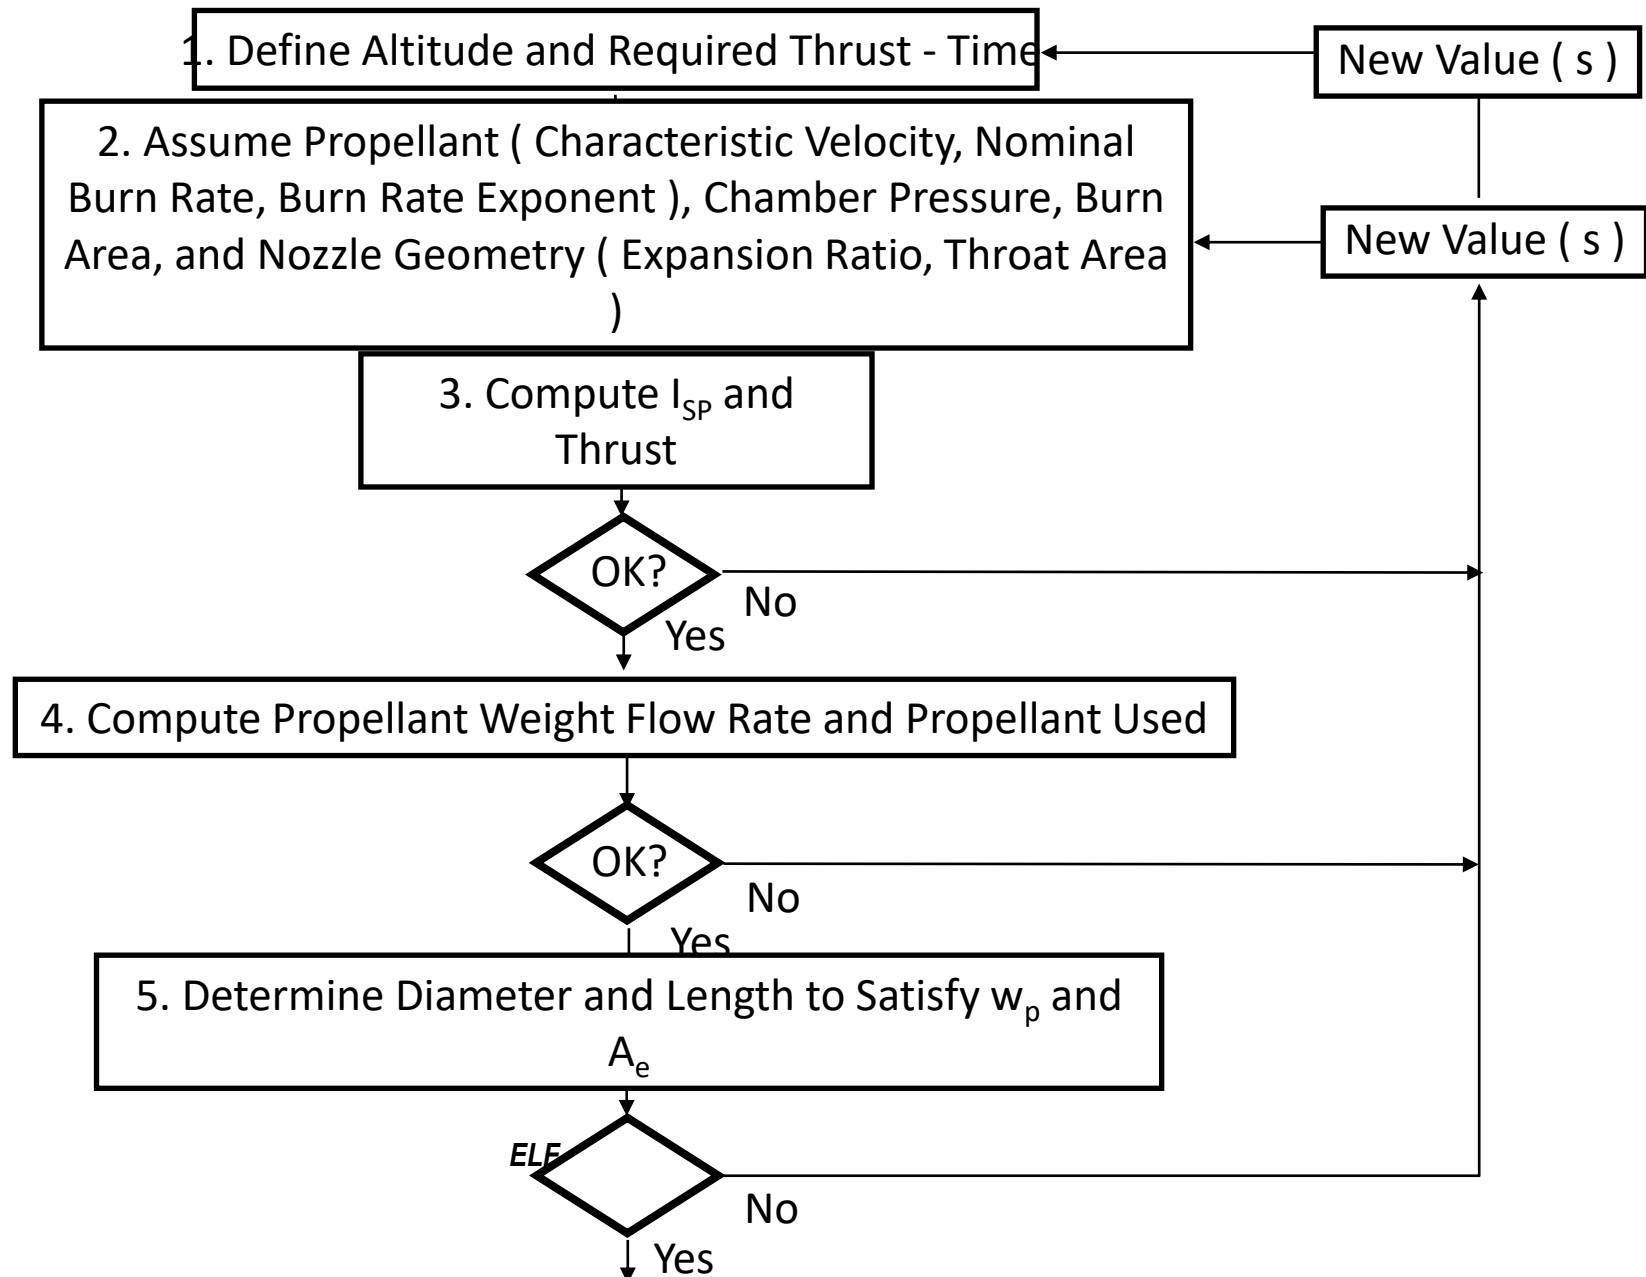 1. Define Altitude and Required Thrust - Time
New Value ( s )
2. Assume Propellant ( Characteristic Velocity, Nominal
Burn Rate, Burn Rate Exponent ), Chamber Pressure, Burn
Area, and Nozzle Geometry ( Expansion Ratio, Throat Area
)
New Value ( s )
3. Compute I_SP and
Thrust
OK?
No
Yes
4. Compute Propellant Weight Flow Rate and Propellant Used
OK?
No
Yes
5. Determine Diameter and Length to Satisfy w_p and
A_e
ELF
No
Yes